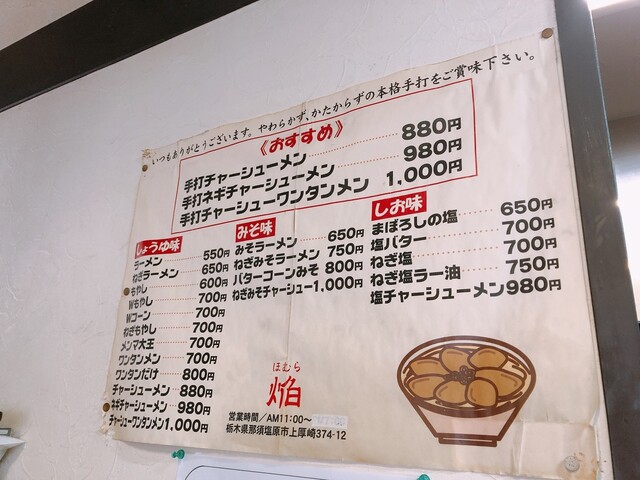 いつもありがとうございます。やわらかず、かたからずの本格手打をご賞味下さい。
《おすすめ》
手打チャーシューメン 880円
手打ネギチャーシューメン 980円
手打チャーシューワンタンメン 1,000円
しょうゆ味
ラーメン 550円
ねぎラーメン 650円
もやし 600円
Wもやし 700円
Wコーン 700円
ねぎもやし 700円
メンマ大王 700円
ワンタンメン 700円
ワンタンだけ 800円
チャーシューメン 880円
ネギチャーシューメン 980円
チャーシューワンタンメン 1,000円
みそ味
みそラーメン 650円
ねぎみそラーメン 750円
バターコーンみそ 800円
ねぎみそチャーシュー 1,000円
しお味
まぼろしの塩 650円
塩バター 700円
ねぎ塩 700円
ねぎ塩ラー油 750円
塩チャーシューメン 980円
ほむら
焔
営業時間/AM11:00～
栃木県那須塩原市上厚崎374-12